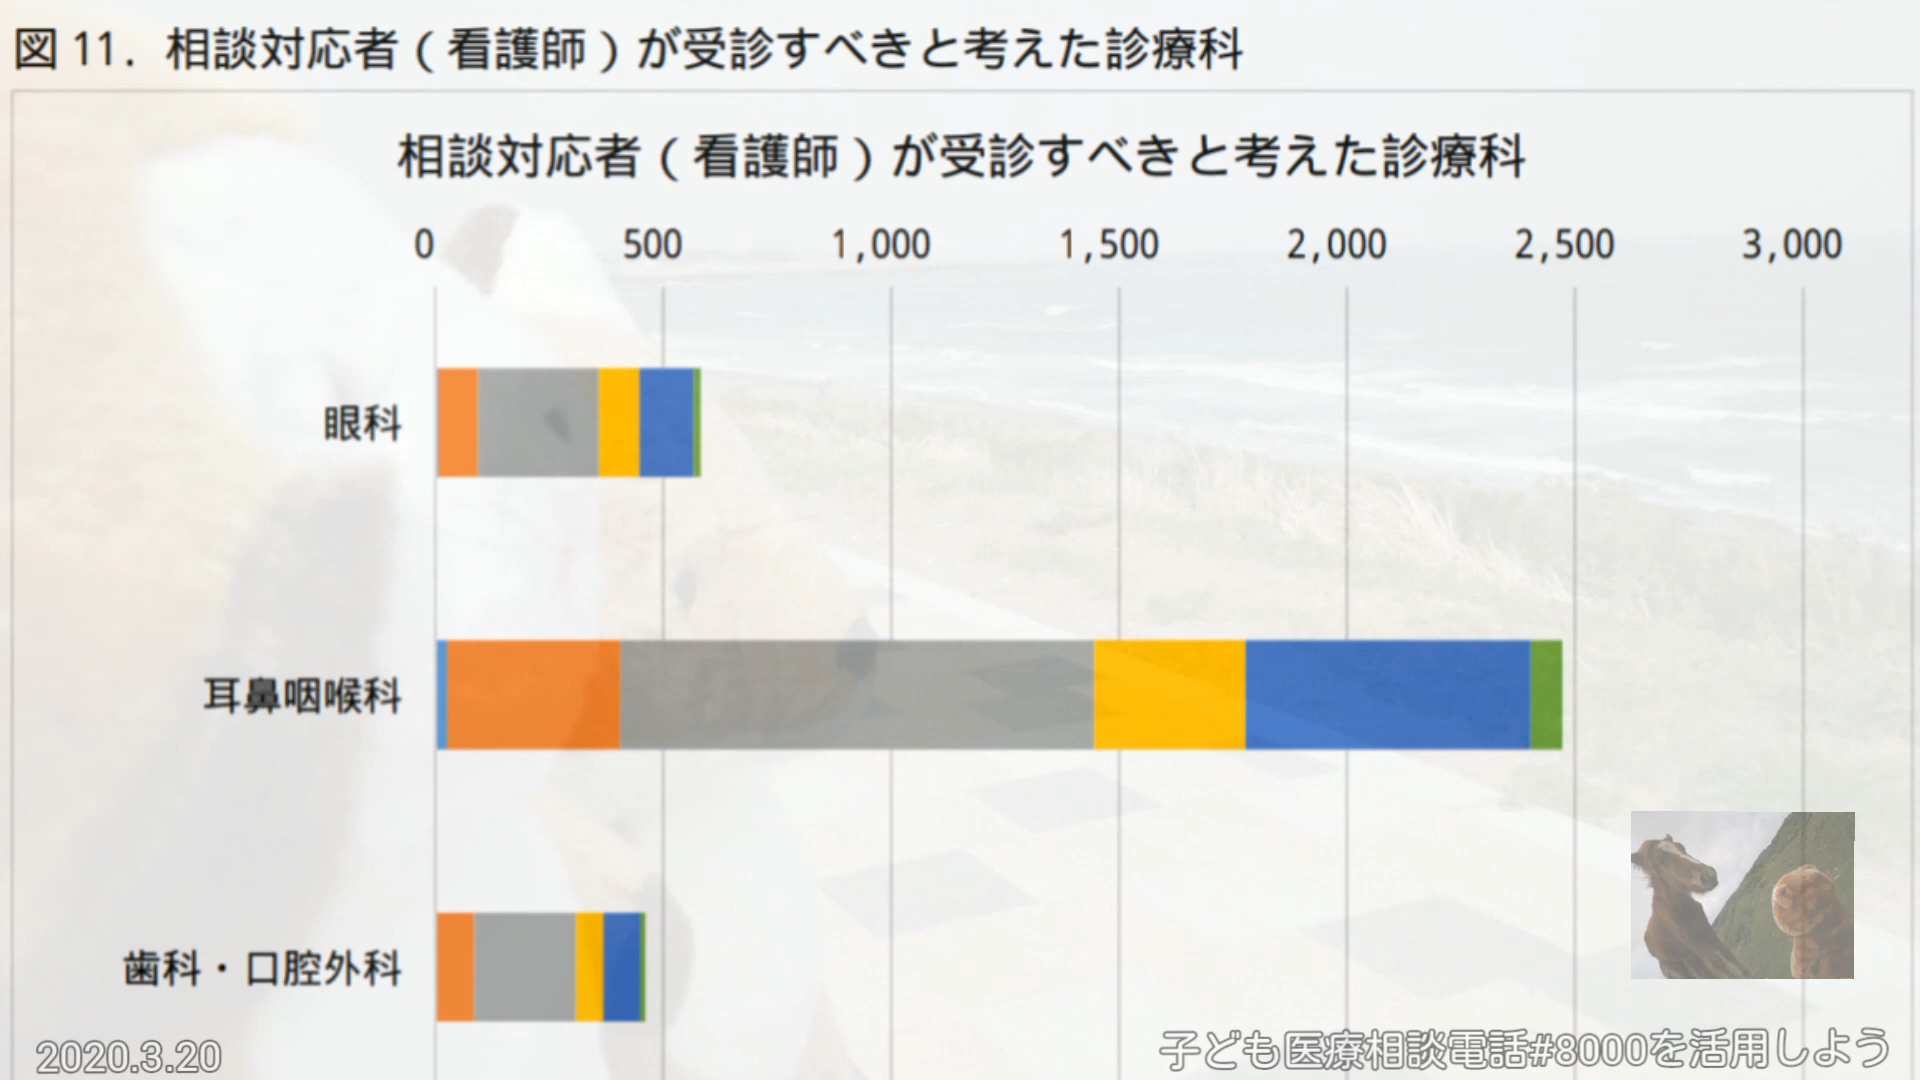 図 11．相談対応者（看護師）が受診すべきと考えた診療科
相談対応者（看護師）が受診すべきと考えた診療科
0 500 1,000 1,500 2,000 2,500 3,000
眼科
耳鼻咽喉科
歯科・口腔外科
2020.3.20
子ども医療相談電話#8000を活用しよう